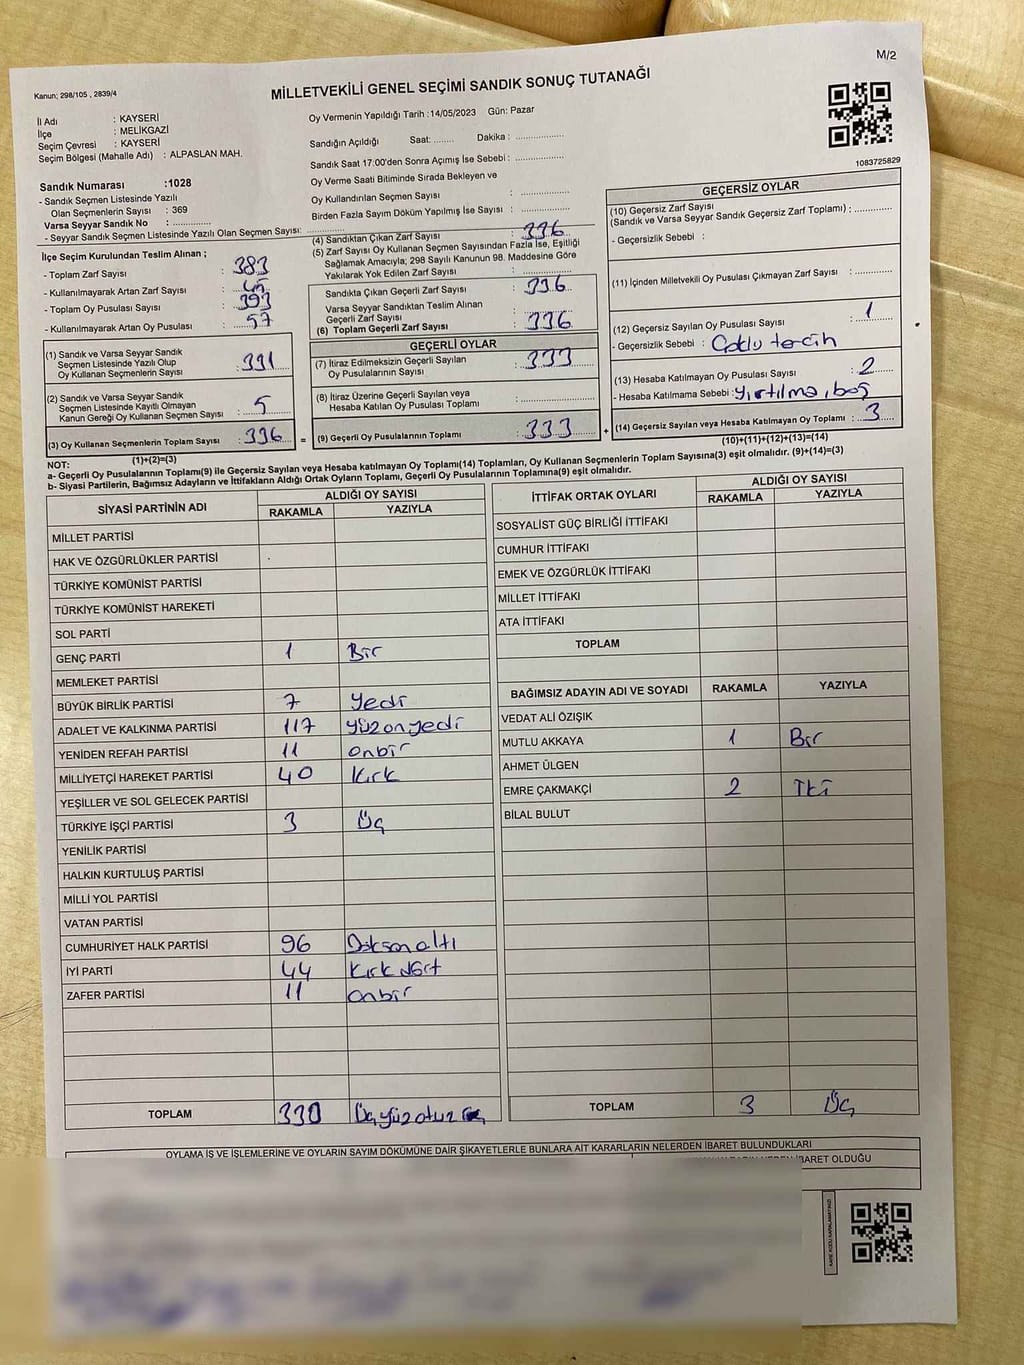 M/2
Kanun; 298/105 , 2839/4
MİLLETVEKİLİ GENEL SEÇİMİ SANDIK SONUÇ TUTANAĞI
İl Adı : KAYSERİ
İlçe : MELİKGAZİ
Seçim Çevresi : KAYSERİ
Seçim Bölgesi (Mahalle Adı) : ALPASLAN MAH.
Sandık Numarası :1028
- Sandık Seçmen Listesinde Yazılı
Olan Seçmenlerin Sayısı : 369
Varsa Seyyar Sandık No : ................
- Seyyar Sandık Seçmen Listesinde Yazılı Olan Seçmen Sayısı: ................
Oy Vermenin Yapıldığı Tarih :14/05/2023 Gün: Pazar
Sandığın Açıldığı Saat: ........ Dakika : ................
Sandık Saat 17:00'den Sonra Açımış İse Sebebi : ................
Oy Verme Saati Bitiminde Sırada Bekleyen ve
Oy Kullandırılan Seçmen Sayısı : ................
Birden Fazla Sayım Döküm Yapılmış İse Sayısı : ................
1083725829
İlçe Seçim Kurulundan Teslim Alınan ;
- Toplam Zarf Sayısı : 383
- Kullanılmayarak Artan Zarf Sayısı :
- Toplam Oy Pusulası Sayısı : 393
- Kullanılmayarak Artan Oy Pusulası : 57
(1) Sandık ve Varsa Seyyar Sandık
Seçmen Listesinde Yazılı Olup
Oy Kullanan Seçmenlerin Sayısı : 331
(2) Sandık ve Varsa Seyyar Sandık
Seçmen Listesinde Kayıtlı Olmayan
Kanun Gereği Oy Kullanan Seçmen Sayısı : 5
(3) Oy Kullanan Seçmenlerin Toplam Sayısı : 336
(1)+(2)=(3)
(4) Sandıktan Çıkan Zarf Sayısı : 336
(5) Zarf Sayısı Oy Kullanan Seçmen Sayısından Fazla İse, Eşitliği
Sağlamak Amacıyla; 298 Sayılı Kanunun 98. Maddesine Göre
Yakılarak Yok Edilen Zarf Sayısı : ................
Sandıkta Çıkan Geçerli Zarf Sayısı : 336
Varsa Seyyar Sandıktan Teslim Alınan
Geçerli Zarf Sayısı : ................
(6) Toplam Geçerli Zarf Sayısı : 336
GEÇERLİ OYLAR
(7) İtiraz Edilmeksizin Geçerli Sayılan
Oy Pusulalarının Sayısı : 333
(8) İtiraz Üzerine Geçerli Sayılan veya
Hesaba Katılan Oy Pusulası Toplamı : ................
= (9) Geçerli Oy Pusulalarının Toplamı : 333 +
GEÇERSİZ OYLAR
(10) Geçersiz Zarf Sayısı
(Sandık ve Varsa Seyyar Sandık Geçersiz Zarf Toplamı) : ............
- Geçersizlik Sebebi :
(11) İçinden Milletvekili Oy Pusulası Çıkmayan Zarf Sayısı : ............
(12) Geçersiz Sayılan Oy Pusulası Sayısı : 1
- Geçersizlik Sebebi : Çoklu tercih
(13) Hesaba Katılmayan Oy Pusulası Sayısı : 2
- Hesaba Katılmama Sebebi : Yırtılma, boş
(14) Geçersiz Sayılan veya Hesaba Katılmayan Oy Toplamı : 3
(10)+(11)+(12)+(13)=(14)
NOT:
a- Geçerli Oy Pusulasının Toplamı(9) ile Geçersiz Sayılan veya Hesaba katılmayan Oy Toplamı(14) Toplamları, Oy Kullanan Seçmenlerin Toplam Sayısına(3) eşit olmalıdır. (9)+(14)=(3)
b- Siyasi Partilerin, Bağımsız Adayların ve İttifakların Aldığı Ortak Oyların Toplamı, Geçerli Oy Pusulalarının Toplamına(9) eşit olmalıdır.
SİYASİ PARTİNİN ADI ALDIĞI OY SAYISI
RAKAMLA YAZIYLA
MİLLET PARTİSİ
HAK VE ÖZGÜRLÜKLER PARTİSİ
TÜRKİYE KOMÜNİST PARTİSİ
TÜRKİYE KOMÜNİST HAREKETİ
SOL PARTİ
GENÇ PARTİ 1 Bir
MEMLEKET PARTİSİ
BÜYÜK BİRLİK PARTİSİ 7 Yedi
ADALET VE KALKINMA PARTİSİ 117 yüzonyedi
YENİDEN REFAH PARTİSİ 11 onbir
MİLLİYETÇİ HAREKET PARTİSİ 40 Kırk
YEŞİLLER VE SOL GELECEK PARTİSİ
TÜRKİYE İŞÇİ PARTİSİ 3 Üç
YENİLİK PARTİSİ
HALKIN KURTULUŞ PARTİSİ
MİLLİ YOL PARTİSİ
VATAN PARTİSİ
CUMHURİYET HALK PARTİSİ 96 Doksanaltı
İYİ PARTİ 44 Kırkdört
ZAFER PARTİSİ 11 onbir
TOPLAM 330 Üçyüzotuz
İTTİFAK ORTAK OYLARI ALDIĞI OY SAYISI
RAKAMLA YAZIYLA
SOSYALİST GÜÇ BİRLİĞİ İTTİFAKI
CUMHUR İTTİFAKI
EMEK VE ÖZGÜRLÜK İTTİFAKI
MİLLET İTTİFAKI
ATA İTTİFAKI
TOPLAM
BAĞIMSIZ ADAYIN ADI VE SOYADI RAKAMLA YAZIYLA
VEDAT ALİ ÖZIŞIK
MUTLU AKKAYA 1 Bir
AHMET ÜLGEN
EMRE ÇAKMAKÇİ 2 İki
BİLAL BULUT
TOPLAM 3 Üç
OYLAMA İŞ VE İŞLEMLERİNE VE OYLARIN SAYIM DÖKÜMÜNE DAİR ŞİKAYETLERLE BUNLARA AİT KARARLARIN NELERDEN İBARET BULUNDUKLARI
İBARET OLDUĞU